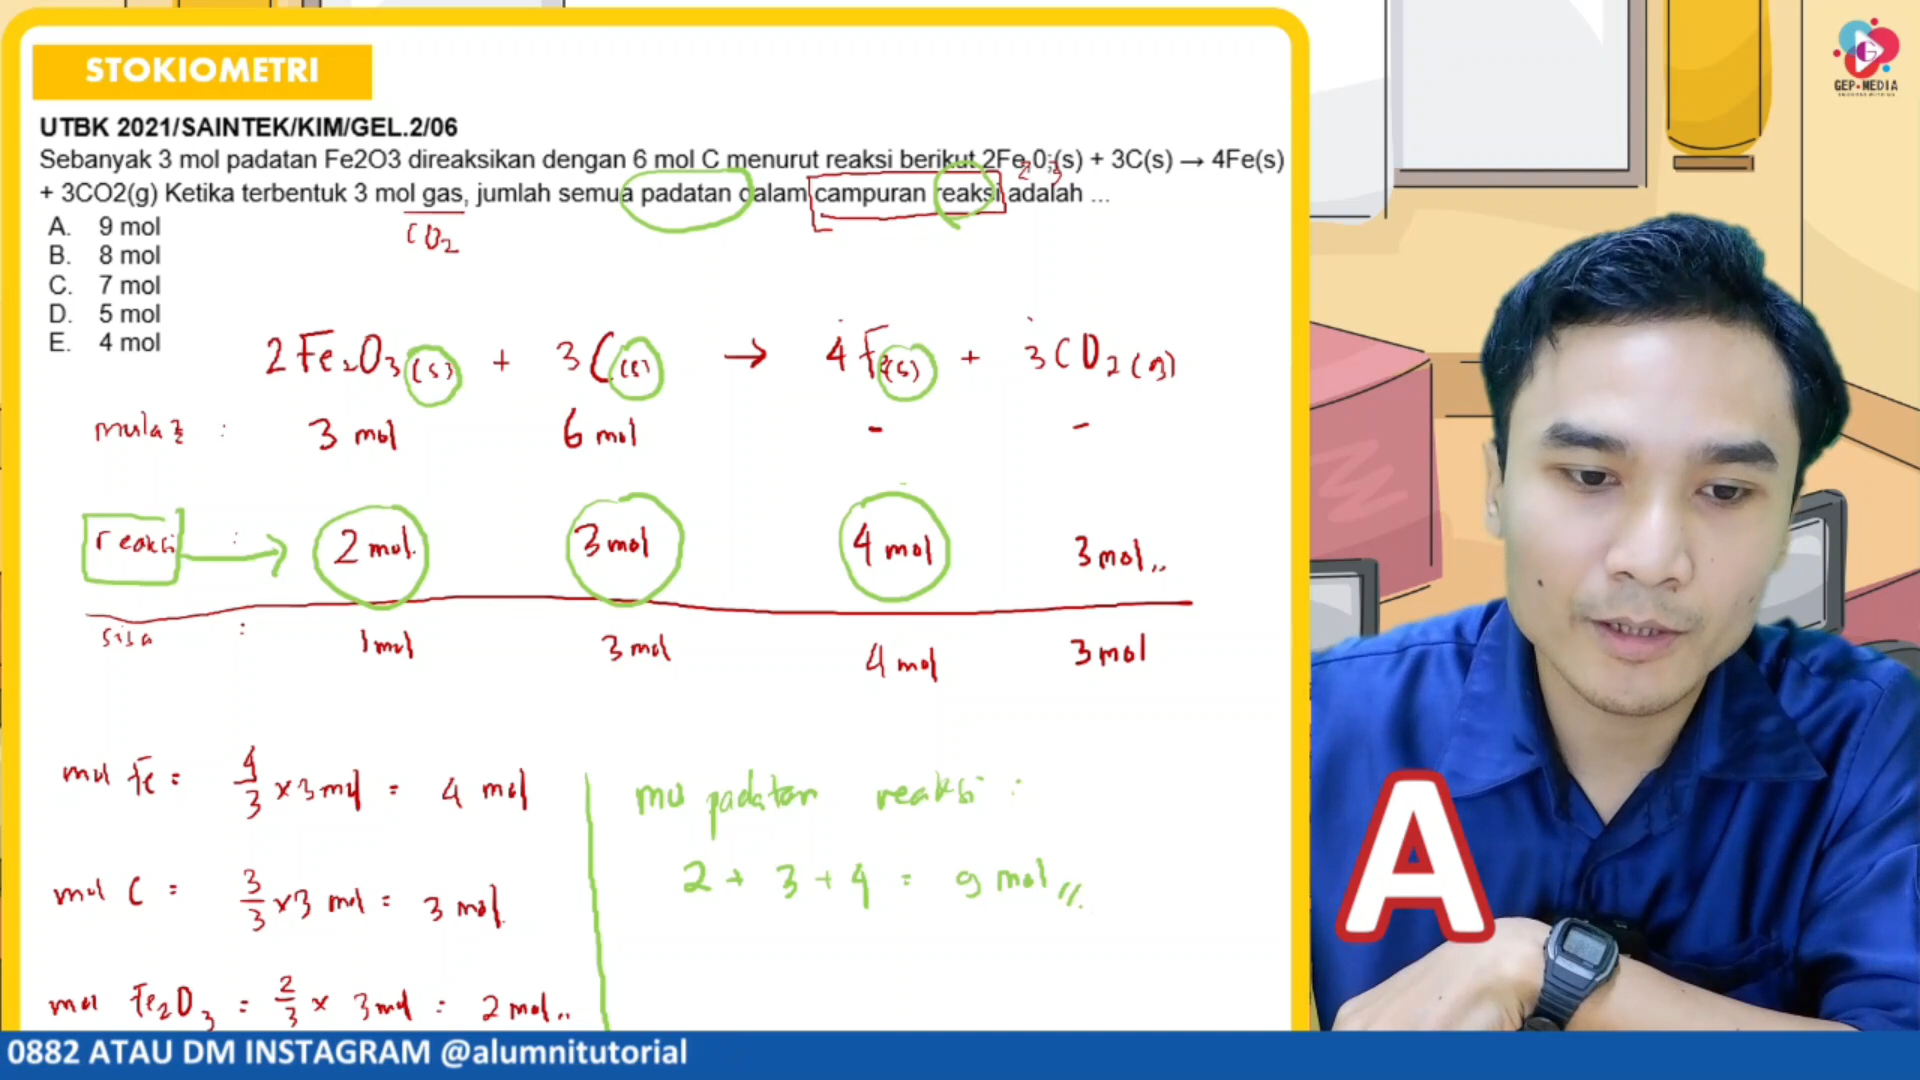 STOKIOMETRI
GEP MEDIA
UTBK 2021/SAINTEK/KIM/GEL.2/06
Sebanyak 3 mol padatan Fe2O3 direaksikan dengan 6 mol C menurut reaksi berikut 2Fe2O3(s) + 3C(s) → 4Fe(s)
+ 3CO2(g) Ketika terbentuk 3 mol gas, jumlah semua padatan dalam campuran reaksi adalah ...
CO2
A. 9 mol
B. 8 mol
C. 7 mol
D. 5 mol
E. 4 mol
2Fe2O3(s) + 3C(s) → 4Fe(s) + 3CO2(g)
mula2 : 3 mol 6 mol - -
reaksi : 2 mol. 3 mol 4 mol 3 mol,,
sisa : 1 mol 3 mol 4 mol 3 mol
mol Fe = 4/3 x 3 mol = 4 mol
mol C = 3/3 x 3 mol = 3 mol.
mol Fe2O3 = 2/3 x 3 mol = 2 mol,,
padatan reaksi :
2 + 3 + 4 = 9 mol //.
A
0882 ATAU DM INSTAGRAM @alumnitutorial